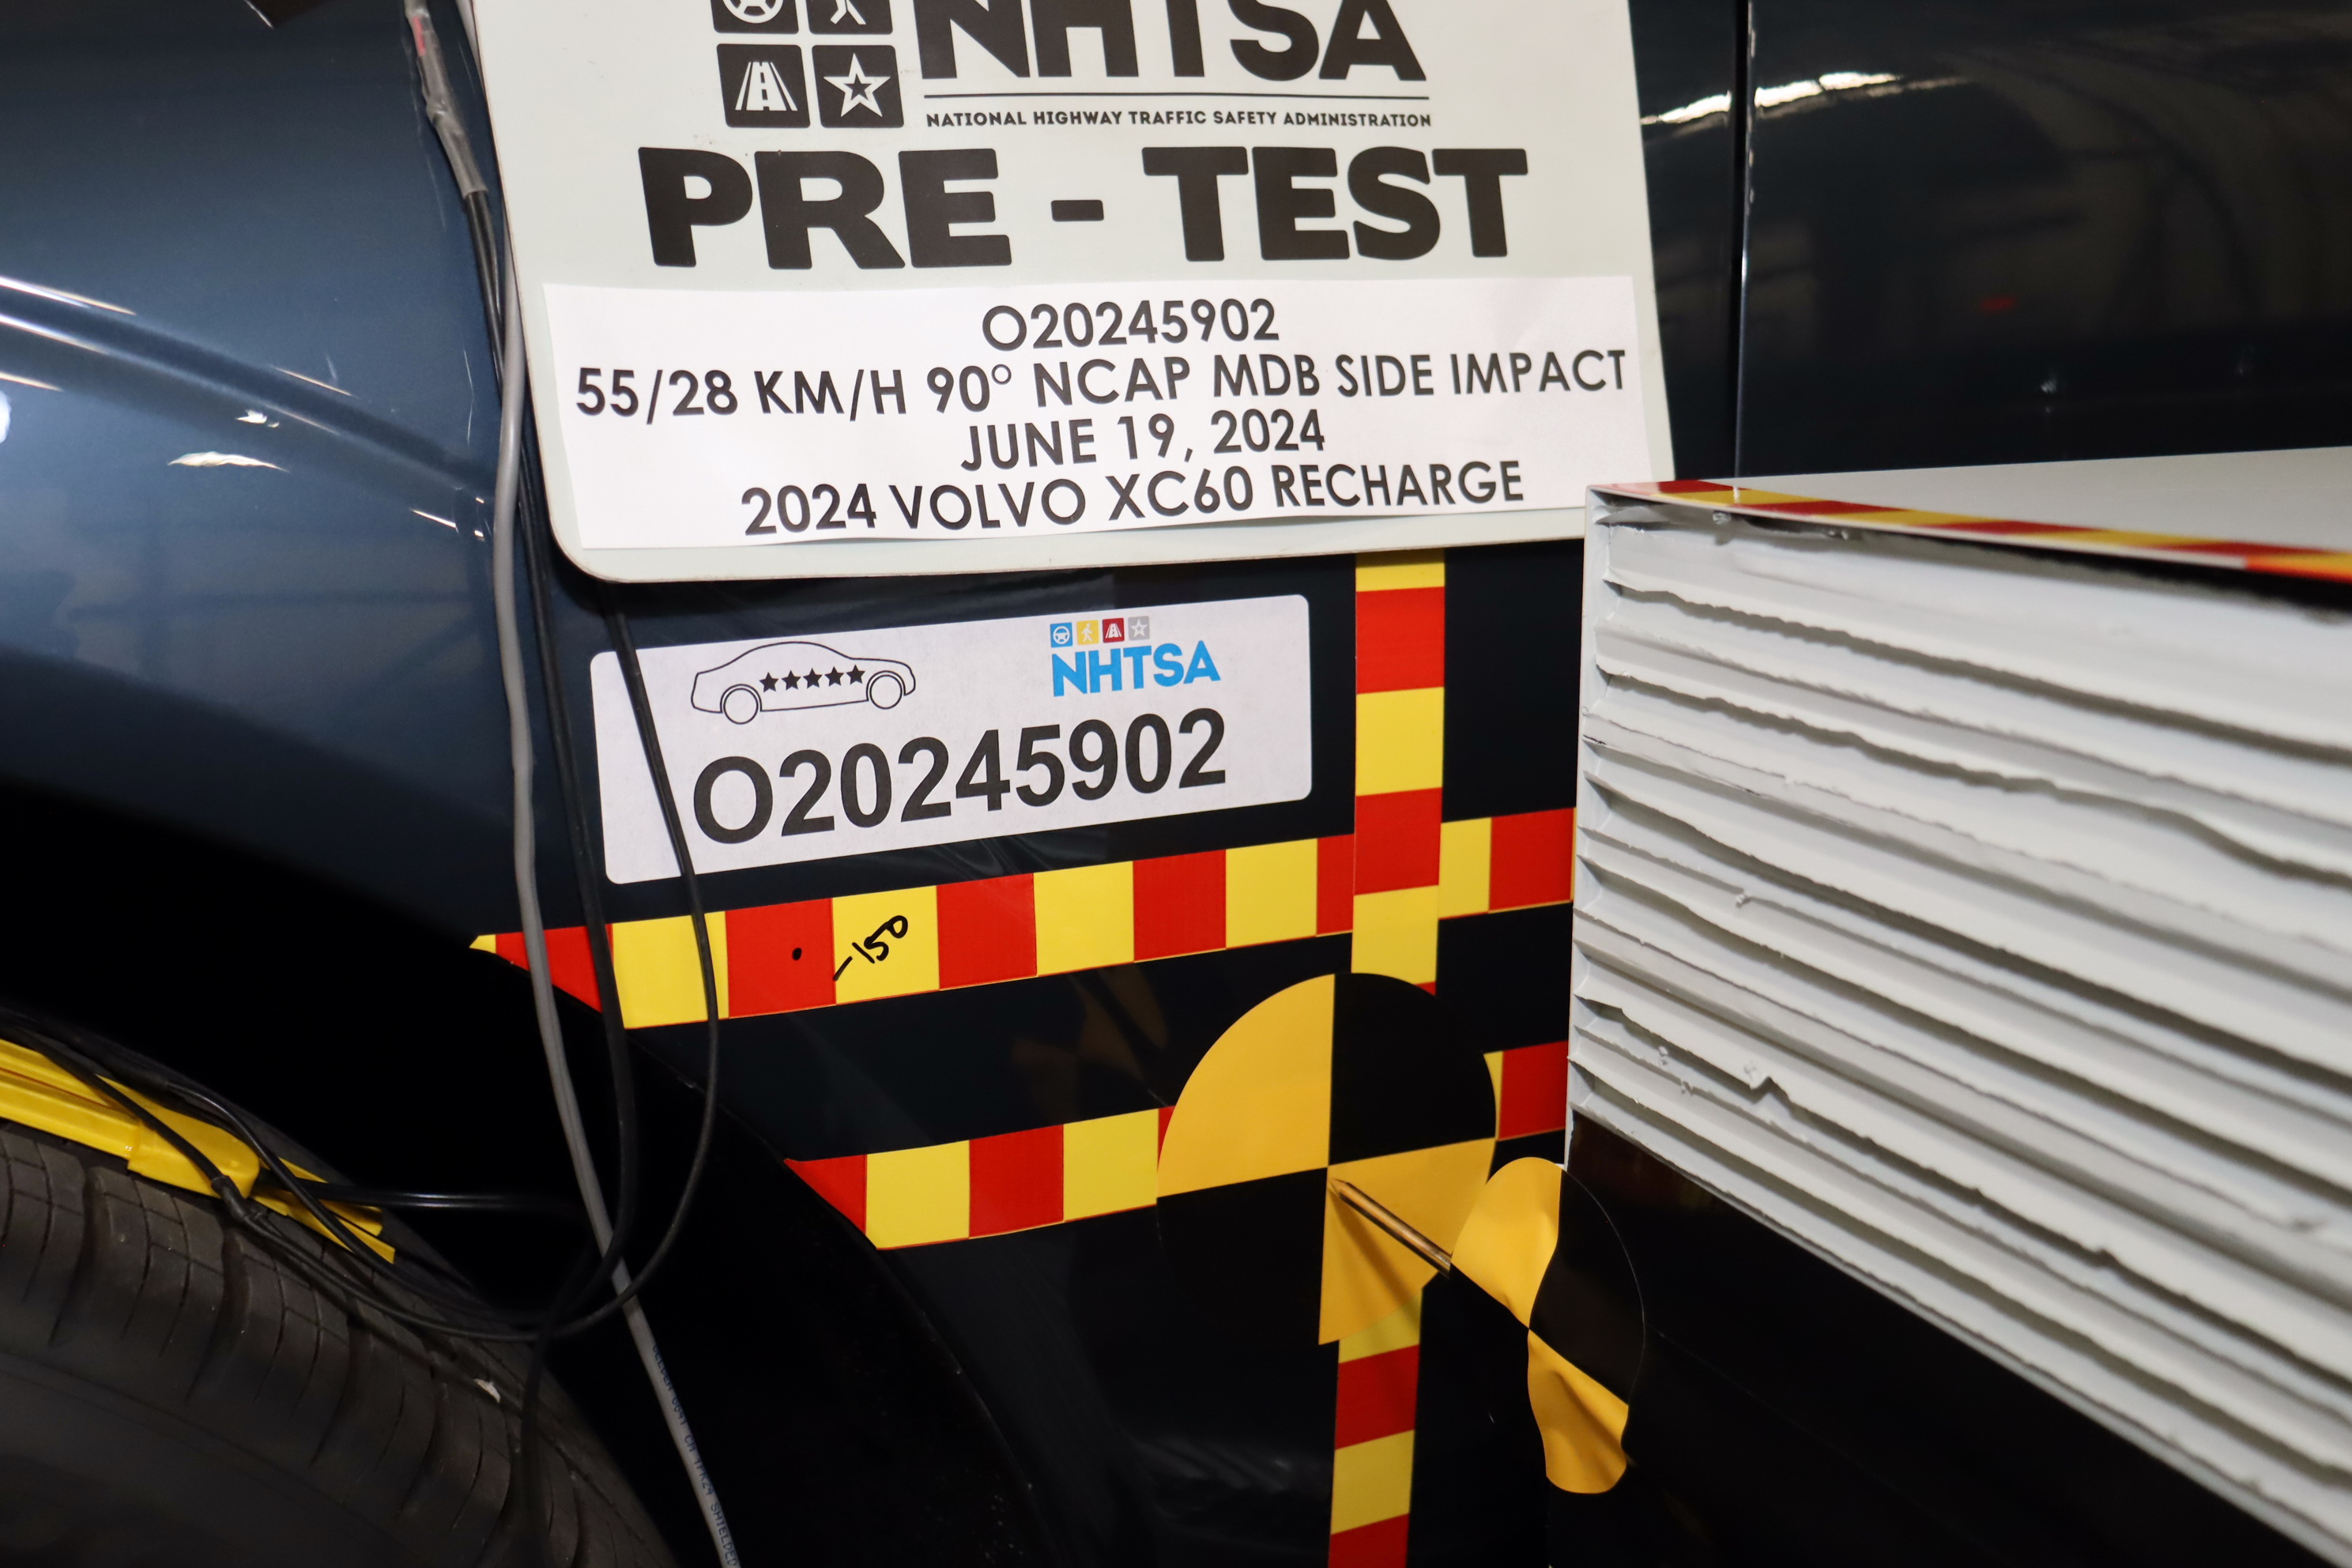 NHTSA
NATIONAL HIGHWAY TRAFFIC SAFETY ADMINISTRATION
PRE - TEST
O20245902
55/28 KM/H 90° NCAP MDB SIDE IMPACT
JUNE 19, 2024
2024 VOLVO XC60 RECHARGE
NHTSA
O20245902
-150
SHIELDED